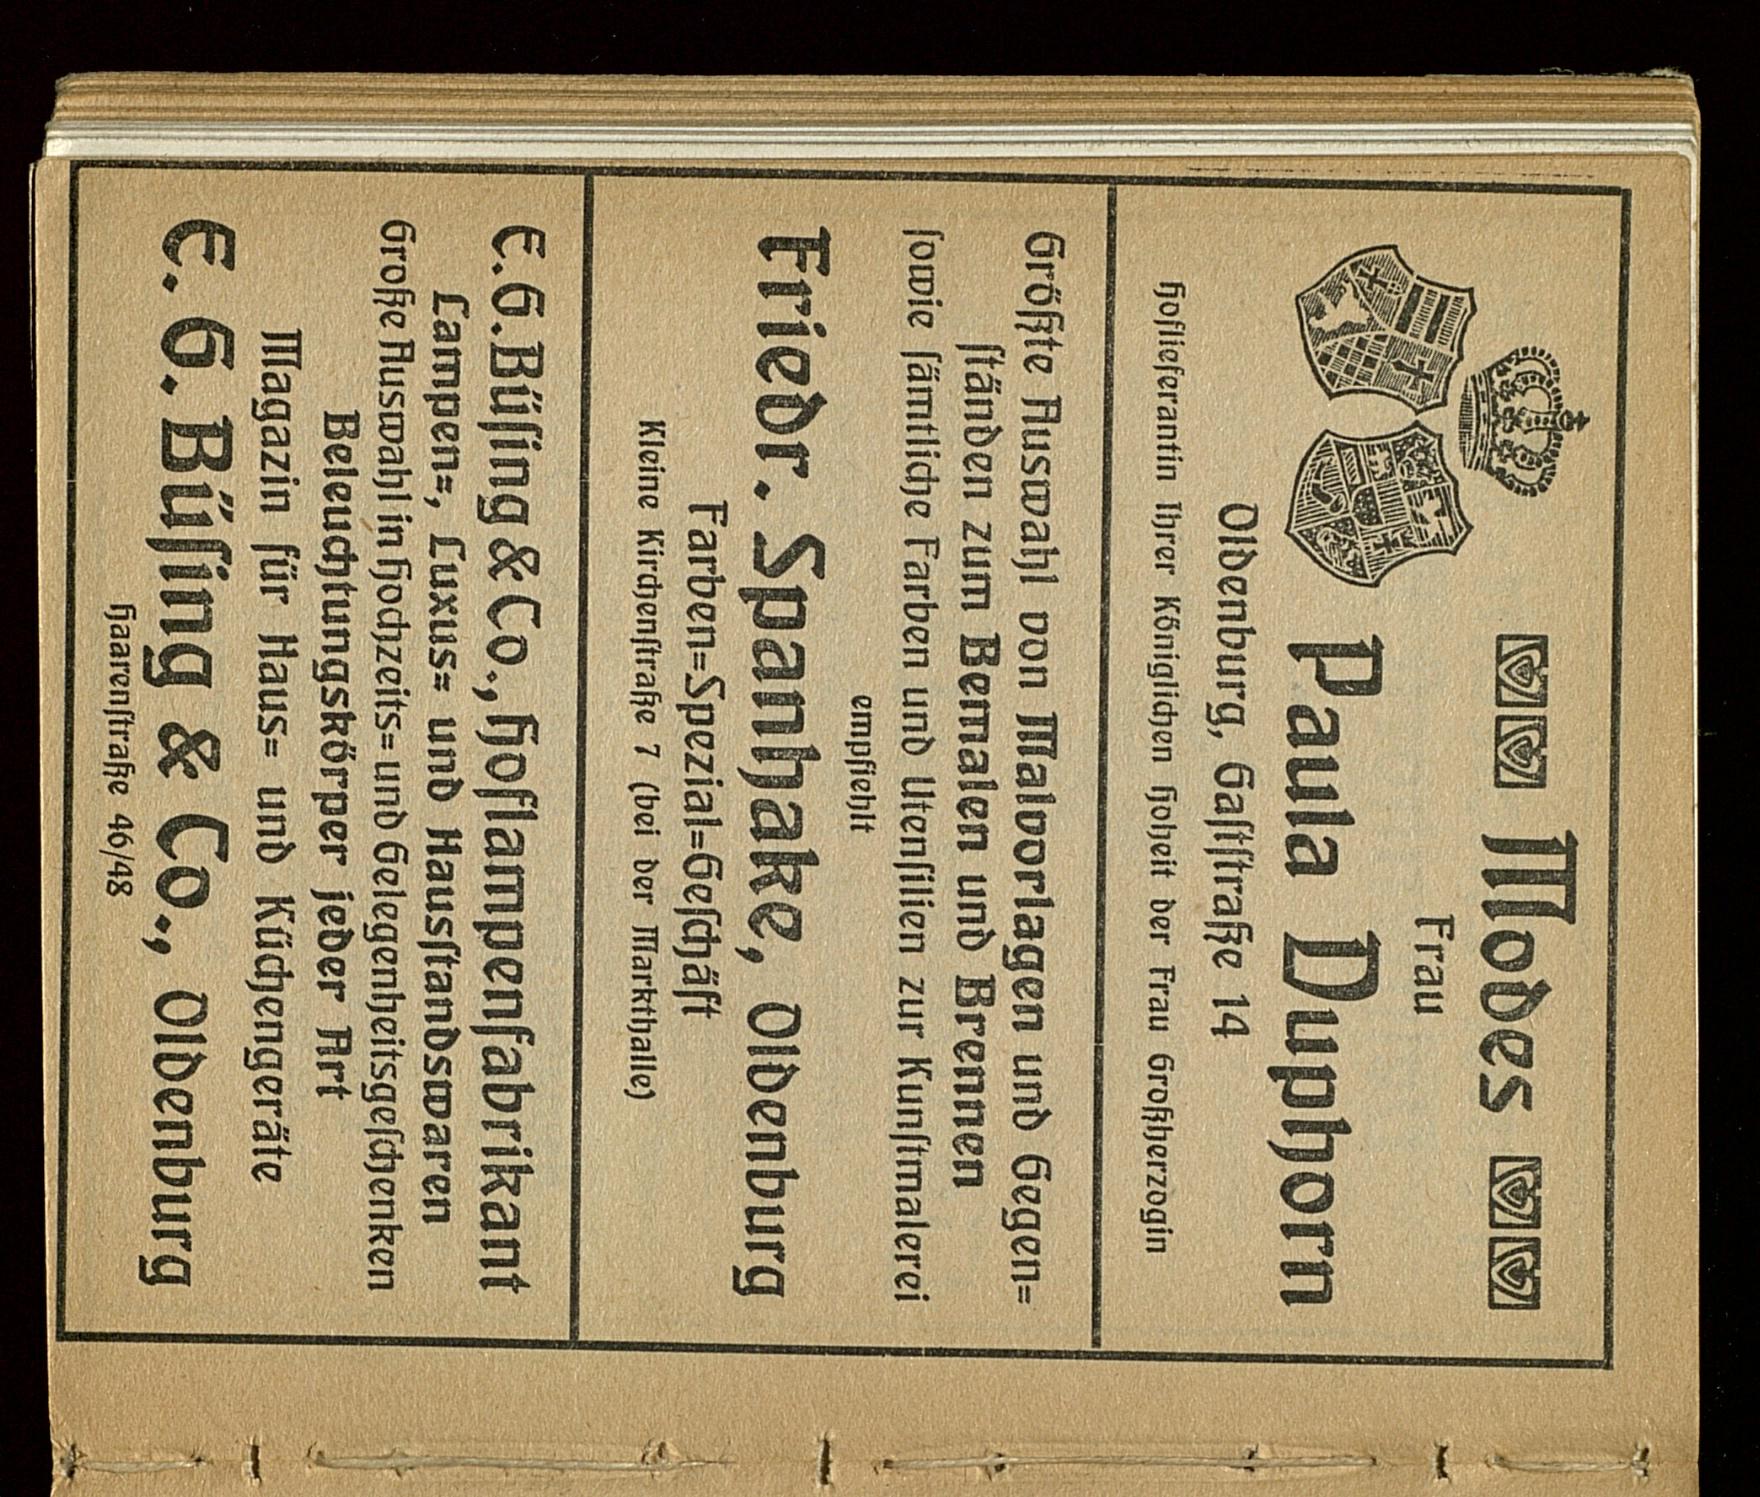 Modes
Frau
Paula Duphorn
Oldenburg, Gaſtſtraße 14
Hoflieferantin Ihrer Königlichen Hoheit der Frau Großherzogin
Größte Auswahl von Malvorlagen und Gegen=
ſtänden zum Bemalen und Brennen
ſowie ſämtliche Farben und Utenſilien zur Kunſtmalerei
empfiehlt
Friedr. Spanhake, Oldenburg
Farben=Spezial=Geſchäft
Kleine Kirchenſtraße 7 (bei der Markthalle)
E. G. Büſing & Co., Hoflampenfabrikant
Lampen=, Luxus= und Hausſtandswaren
Große Auswahl in Hochzeits= und Gelegenheitsgeſchenken
Beleuchtungskörper jeder Art
Magazin für Haus= und Küchengeräte
E. G. Büſing & Co., Oldenburg
Haarenſtraße 46/48